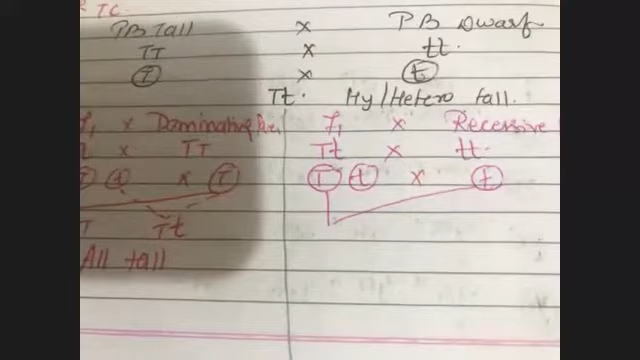 TC
PB Tall x PB Dwarf
TT x tt.
T x t
Tt. Hy/Hetero tall.
F1 x Dominating
x TT
t x T
Tt
All tall
F1 x Recessive
Tt x tt.
T t x t